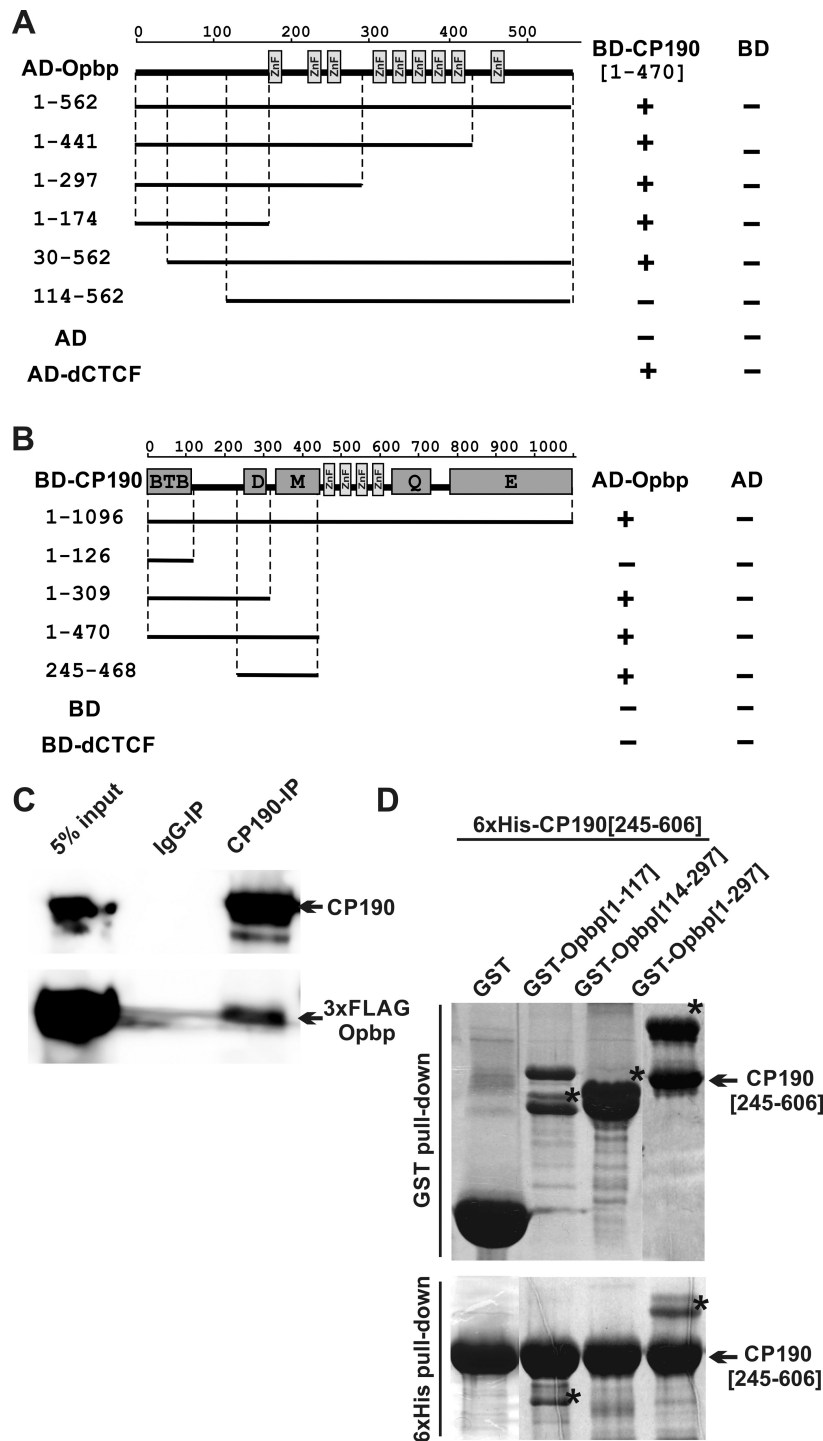 A
0 100 200 300 400 500
BD-CP190 BD
[1-470]
AD-Opbp ZnF ZnF ZnF ZnF ZnF ZnF ZnF ZnF ZnF
1-562 + −
1-441 + −
1-297 + −
1-174 + −
30-562 + −
114-562 − −
AD − −
AD-dCTCF + −
B
0 100 200 300 400 500 600 700 800 900 1000
BD-CP190 BTB D M ZnF ZnF ZnF ZnF Q E AD-Opbp AD
1-1096 + −
1-126 − −
1-309 + −
1-470 + −
245-468 + −
BD − −
BD-dCTCF − −
C
5% input IgG-IP CP190-IP
CP190
3xFLAG
Opbp
D
6xHis-CP190[245-606]
GST GST-Opbp[1-117] GST-Opbp[114-297] GST-Opbp[1-297]
GST pull-down
* * * *
CP190
[245-606]
6xHis pull-down
* *
CP190
[245-606]